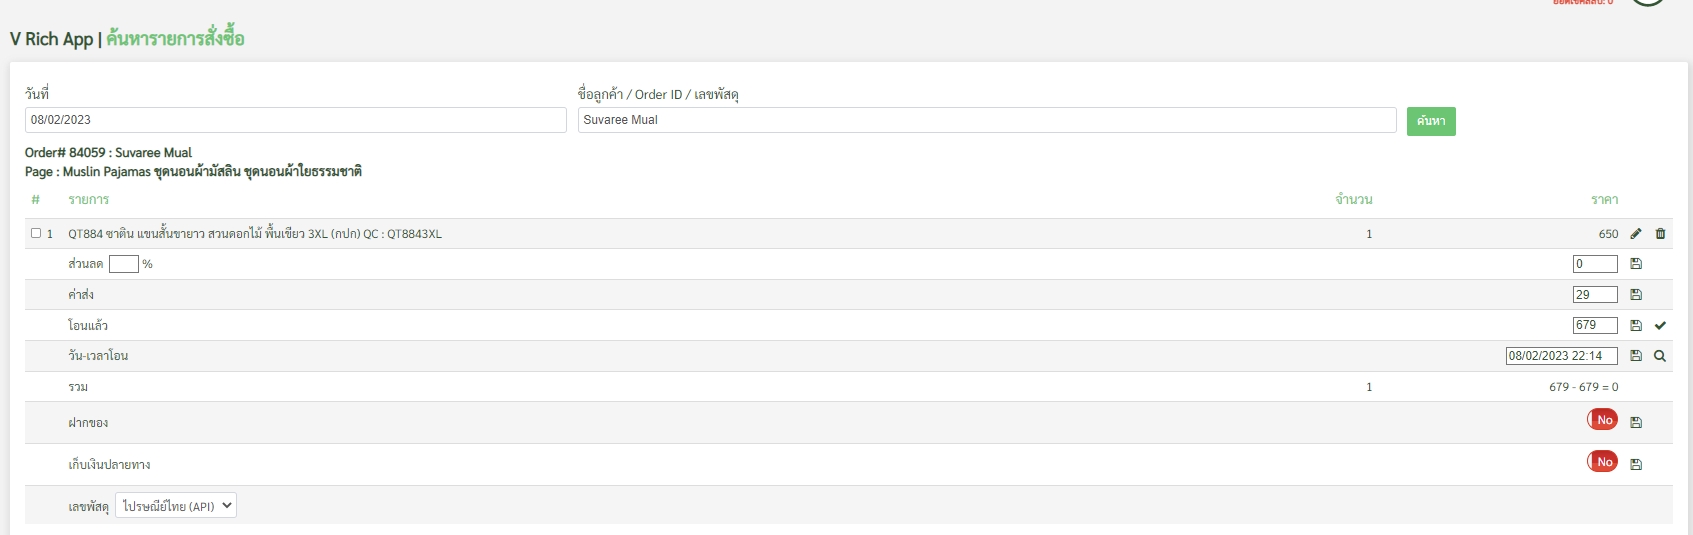 ยอดเครดิต: 0
V Rich App | ค้นหารายการสั่งซื้อ
วันที่ ชื่อลูกค้า / Order ID / เลขพัสดุ
08/02/2023 Suvaree Mual ค้นหา
Order# 84059 : Suvaree Mual
Page : Muslin Pajamas ชุดนอนผ้ามัสลิน ชุดนอนผ้าใยธรรมชาติ
# รายการ จำนวน ราคา
1 QT884 ซาติน แขนสั้นขายาว สวนดอกไม้ พื้นเขียว 3XL (กปก) QC : QT8843XL 1 650
ส่วนลด % 0
ค่าส่ง 29
โอนแล้ว 679
วัน-เวลาโอน 08/02/2023 22:14
รวม 1 679 - 679 = 0
ฝากของ No
เก็บเงินปลายทาง No
เลขพัสดุ ไปรษณีย์ไทย (API)